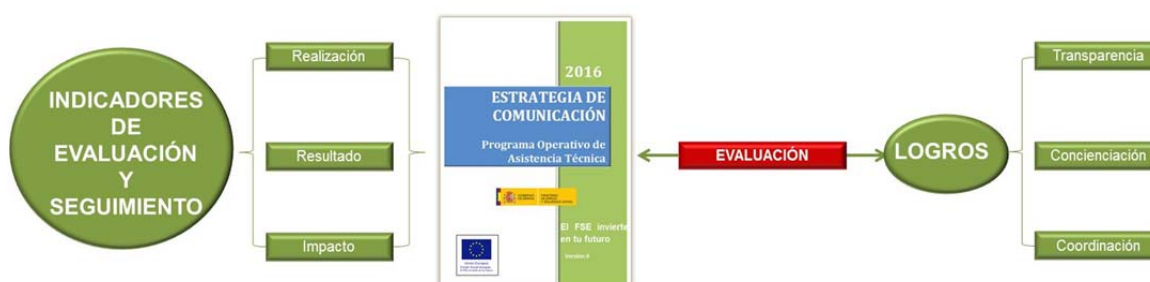 INDICADORES
DE
EVALUACIÓN
Y
SEGUIMIENTO
Realización
Resultado
Impacto
2016
ESTRATEGIA DE
COMUNICACIÓN
Programa Operativo de
Asistencia Técnica
El FSE invierte
en tu futuro
EVALUACIÓN
LOGROS
Transparencia
Concienciación
Coordinación